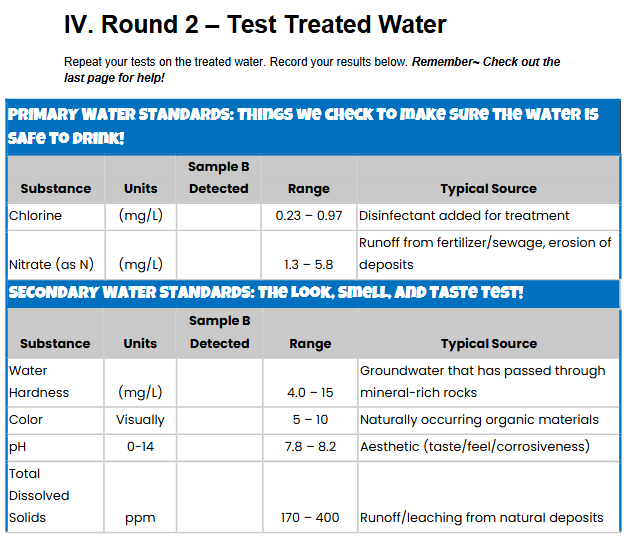 IV. Round 2 – Test Treated Water
Repeat your tests on the treated water. Record your results below. Remember~ Check out the
last page for help!
PRIMARY WATER STANDARDS: THINGS WE CHECK TO MAKE SURE THE WATER IS
SAFE TO DRINK!
Substance Units Sample B Detected Range Typical Source
Chlorine (mg/L) 0.23 – 0.97 Disinfectant added for treatment
Nitrate (as N) (mg/L) 1.3 – 5.8 Runoff from fertilizer/sewage, erosion of deposits
SECONDARY WATER STANDARDS: THE LOOK, SMELL, AND TASTE TEST!
Substance Units Sample B Detected Range Typical Source
Water Hardness (mg/L) 4.0 – 15 Groundwater that has passed through mineral-rich rocks
Color Visually 5 – 10 Naturally occurring organic materials
pH 0-14 7.8 – 8.2 Aesthetic (taste/feel/corrosiveness)
Total Dissolved Solids ppm 170 – 400 Runoff/leaching from natural deposits